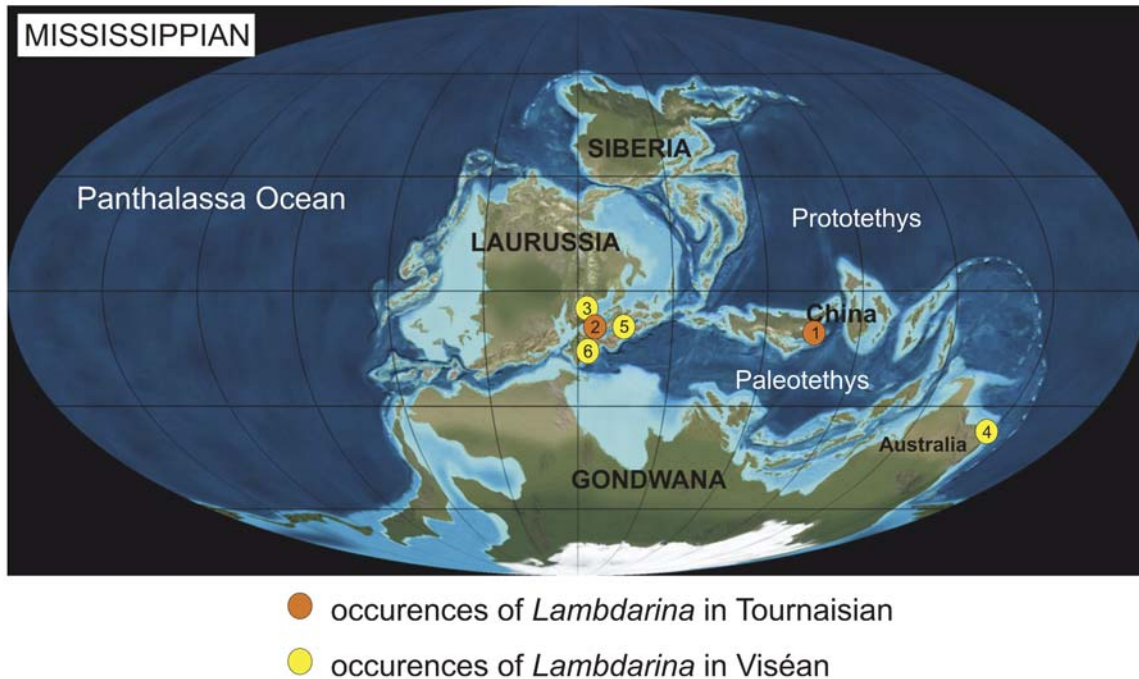 MISSISSIPPIAN
SIBERIA
Panthalassa Ocean
Prototethys
LAURUSSIA
3
China
2
5
1
6
Paleotethys
4
Australia
GONDWANA
occurences of Lambdarina in Tournaisian
occurences of Lambdarina in Viséan